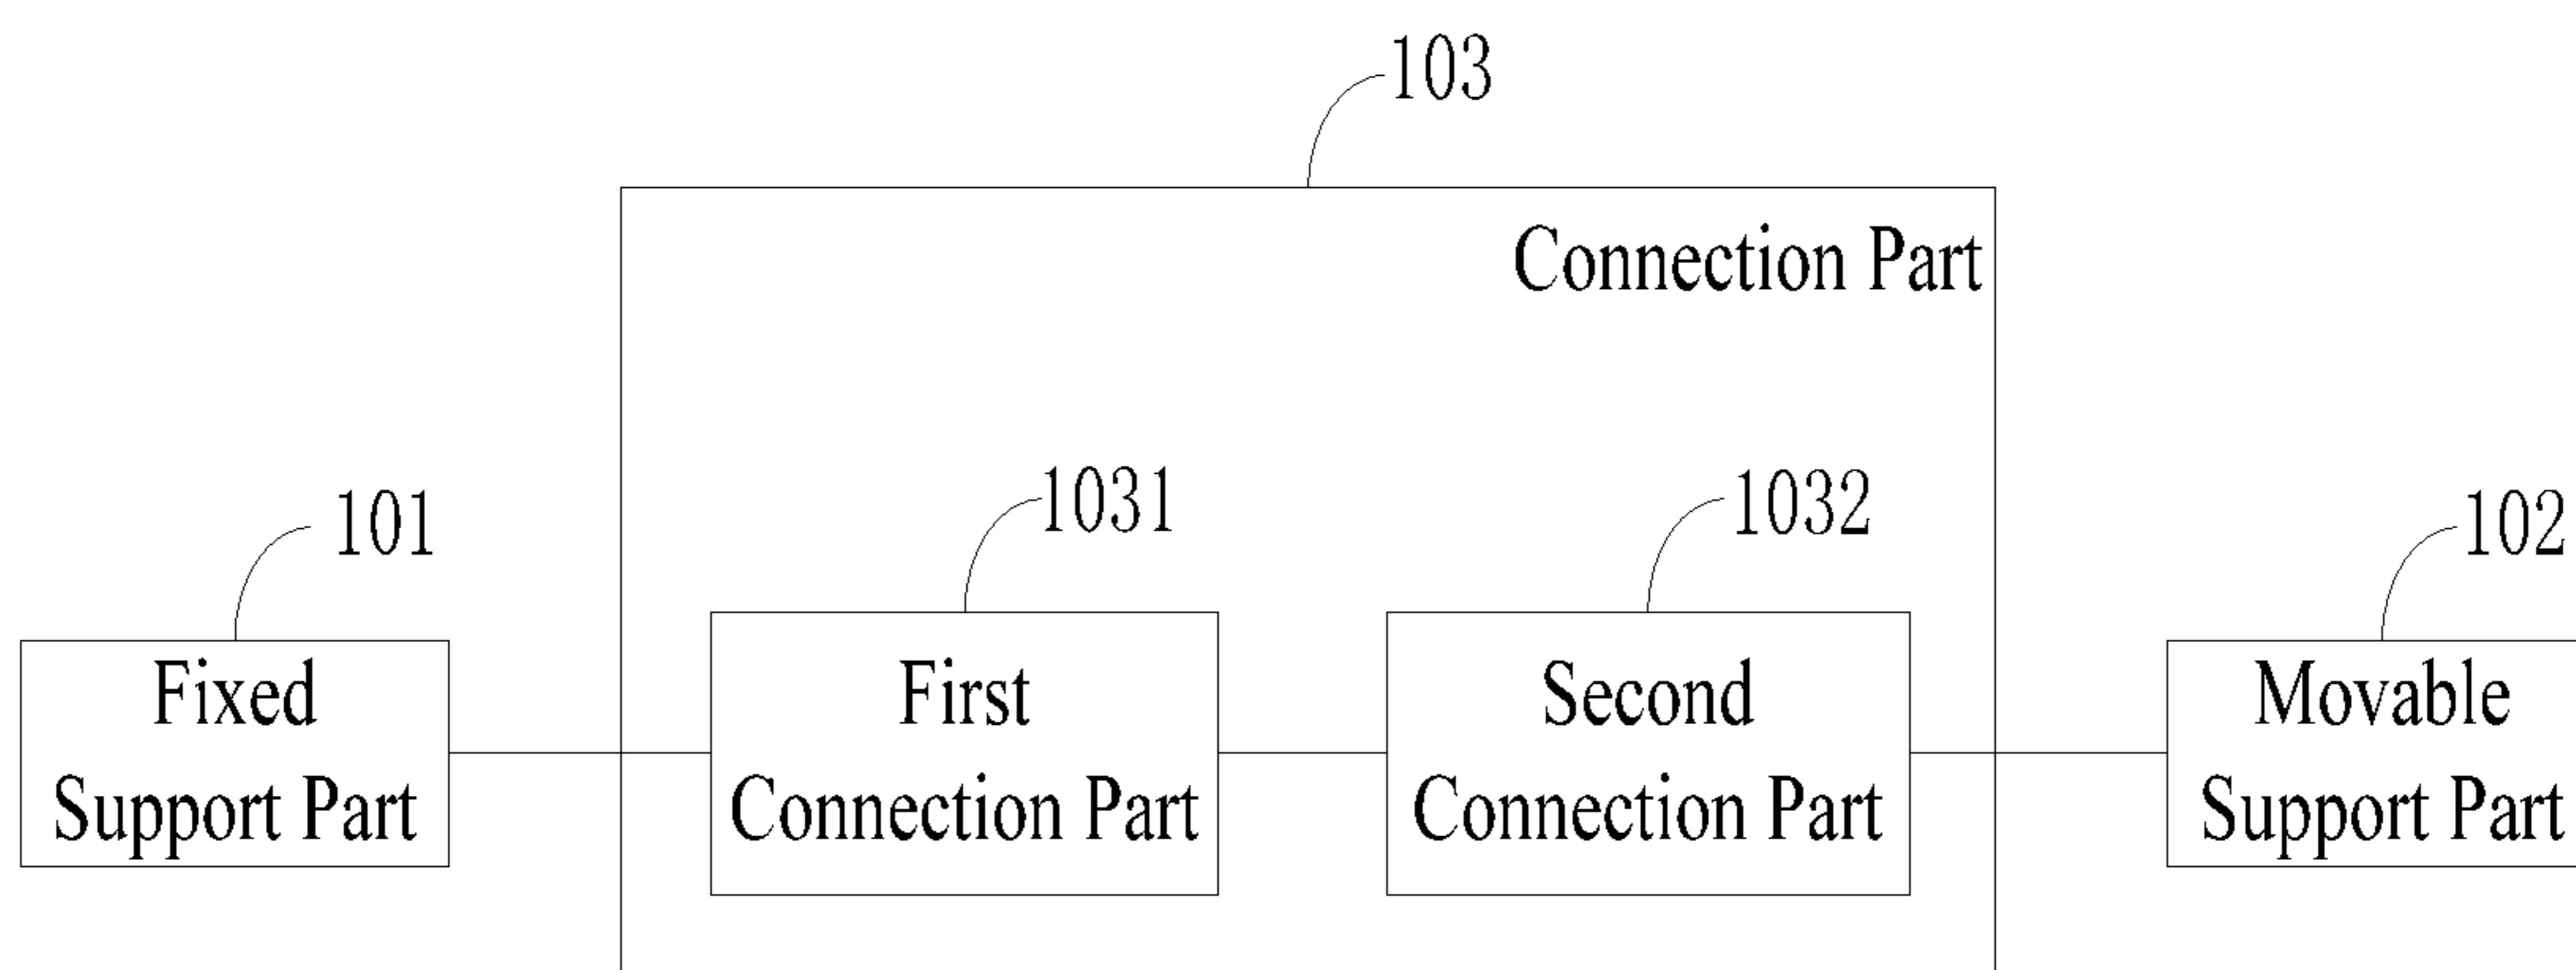 103
Connection Part
101
1031
1032
102
Fixed
Support Part
First
Connection Part
Second
Connection Part
Movable
Support Part